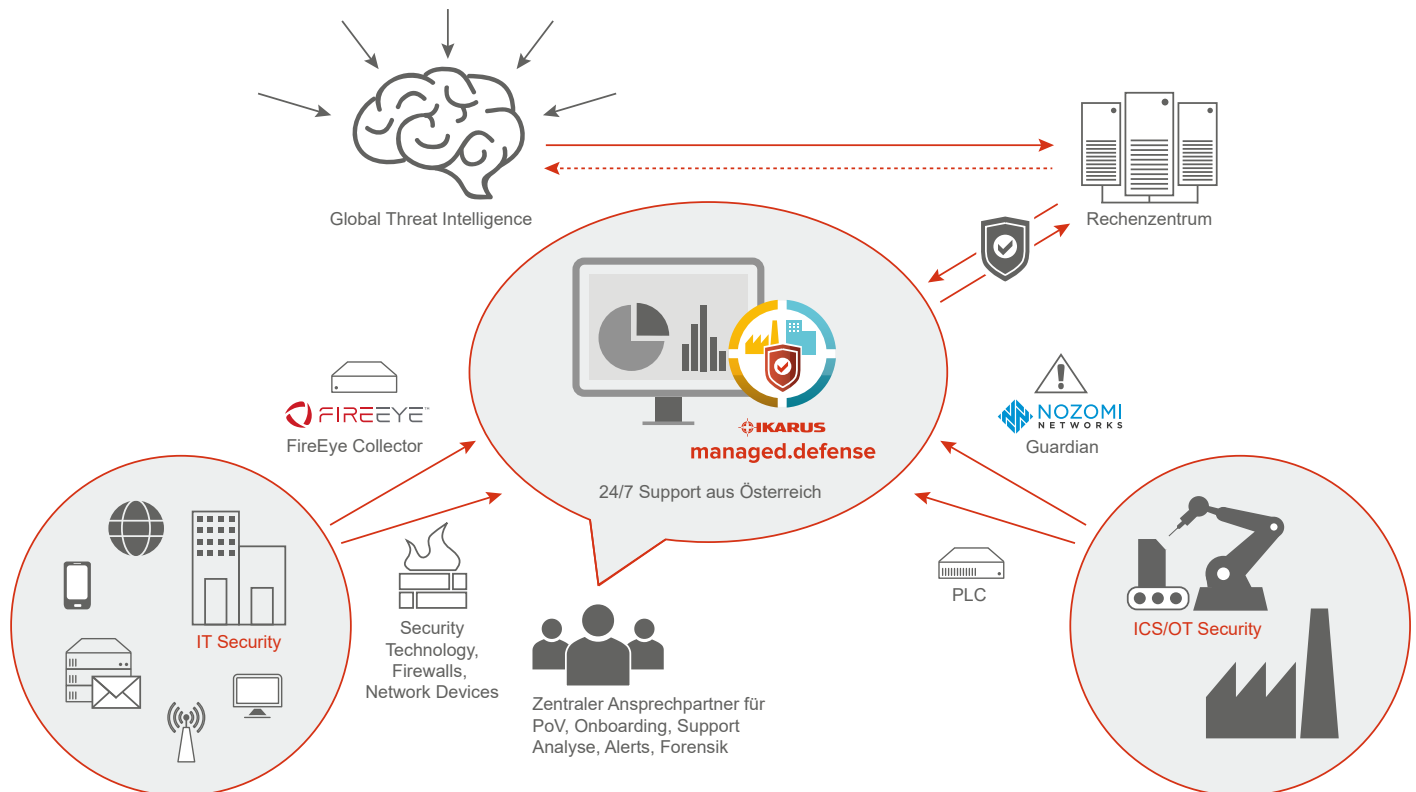 Global Threat Intelligence
Rechenzentrum
FIREEYE™
FireEye Collector
NOZOMI
NETWORKS
Guardian
IKARUS
managed.defense
24/7 Support aus Österreich
IT Security
Security
Technology,
Firewalls,
Network Devices
PLC
ICS/OT Security
Zentraler Ansprechpartner für
PoV, Onboarding, Support
Analyse, Alerts, Forensik